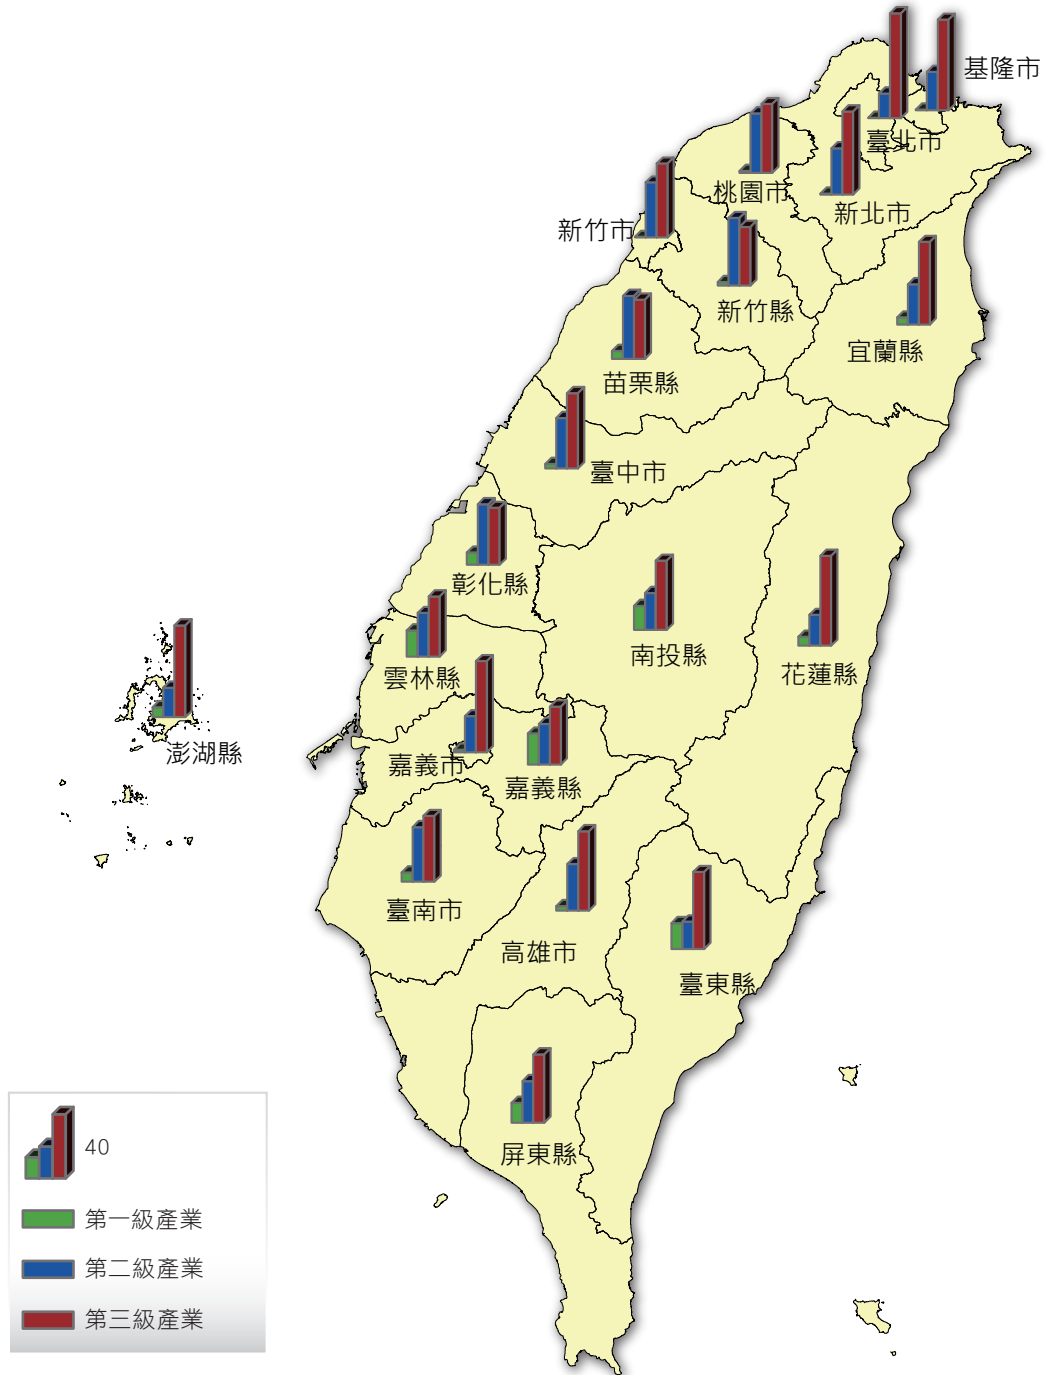 基隆市
臺北市
桃園市
新北市
新竹市
新竹縣
宜蘭縣
苗栗縣
臺中市
彰化縣
南投縣
花蓮縣
雲林縣
澎湖縣
嘉義市
嘉義縣
臺南市
高雄市
臺東縣
屏東縣
40
第一級產業
第二級產業
第三級產業